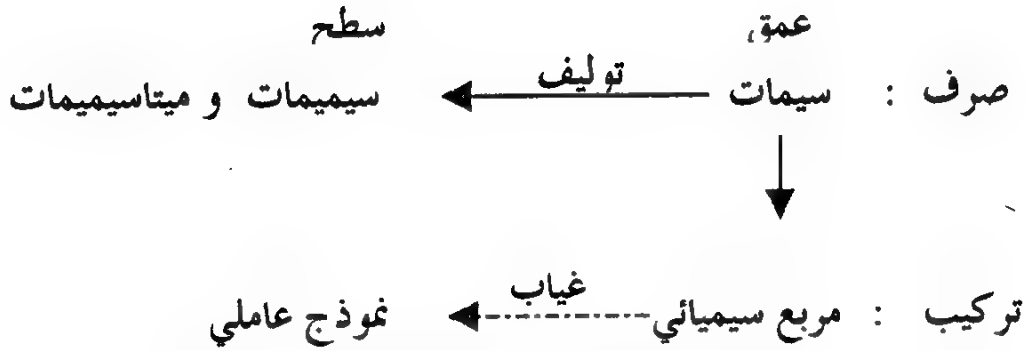 عمق سطح
صرف : سيمات توليف سيميمات و ميتاسيميمات
تركيب : مربع سيميائي غياب نموذج عاملي